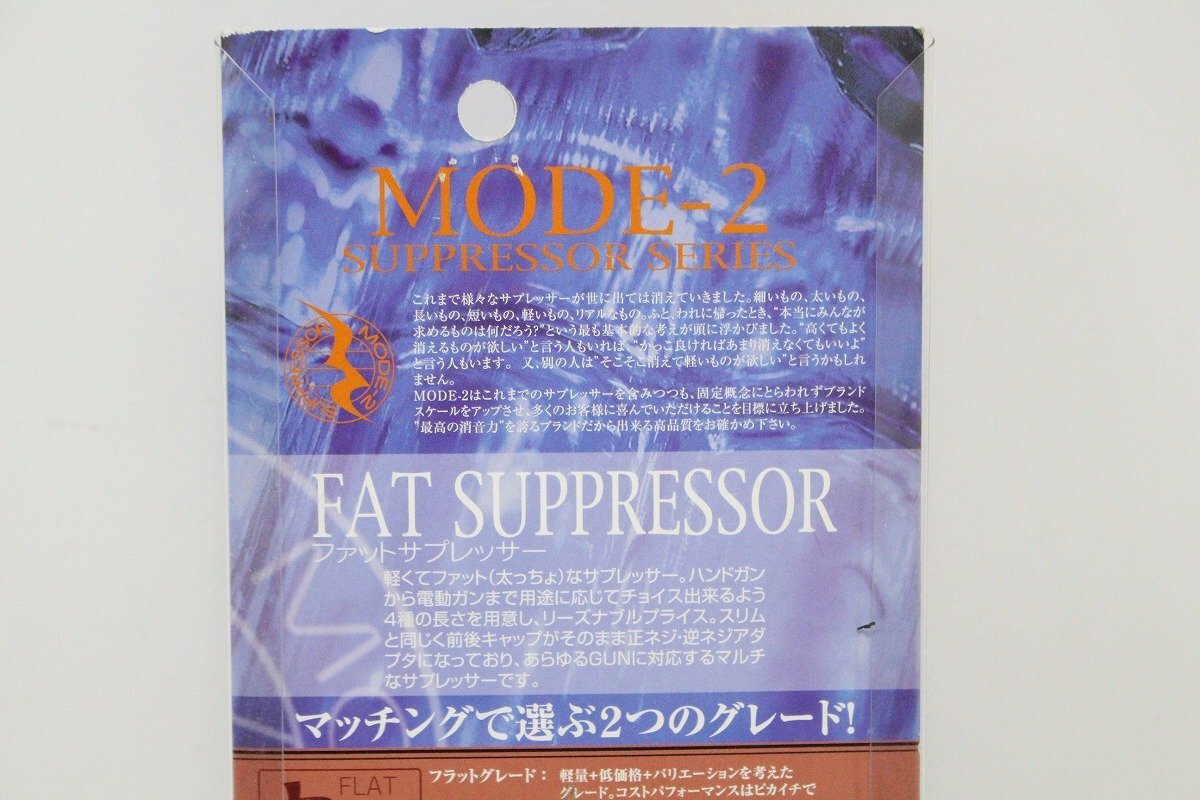 MODE-2
SUPPRESSOR SERIES
これまで様々なサプレッサーが世に出ては消えていきました。細いもの、太いもの、
長いもの、短いもの、軽いもの、リアルなもの。ふと、われに帰ったとき、"本当にみんなが
求めるものは何だろう?"という最も基本的な考えが頭に浮かびました。"高くてもよく
消えるものが欲しい"と言う人もいれば、"かっこ良ければあまり消えなくてもいいよ"
と言う人もいます。又、別の人は"そこそこ消えて軽いものが欲しい"と言うかもしれ
ません。
MODE-2はこれまでのサプレッサーを含みつつも、固定概念にとらわれずブランド
スケールをアップさせ、多くのお客様に喜んでいただけることを目標に立ち上げました。
"最高の消音力"を誇るブランドだから出来る高品質をお確かめ下さい。
MODE-2
SUPPRESSOR
FAT SUPPRESSOR
ファットサプレッサー
軽くてファット(太っちょ)なサプレッサー。ハンドガン
から電動ガンまで用途に応じてチョイス出来るよう
4種の長さを用意し、リーズナブルプライス。スリム
と同じく前後キャップがそのまま正ネジ・逆ネジアダ
プタになっており、あらゆるGUNに対応するマルチ
なサプレッサーです。
マッチングで選ぶ2つのグレード!
FLAT
フラットグレード: 軽量+低価格+バリエーションを考えた
グレード。コストパフォーマンスはピカイチで